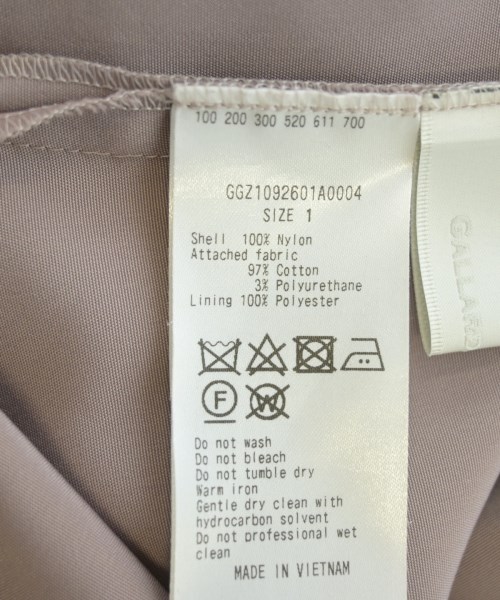 100 200 300 520 611 700
GGZ1092601A0004
SIZE 1
Shell 100% Nylon
Attached fabric
97% Cotton
3% Polyurethane
Lining 100% Polyester
F
W
Do not wash
Do not bleach
Do not tumble dry
Warm iron
Gentle dry clean with
hydrocarbon solvent
Do not professional wet
clean
MADE IN VIETNAM